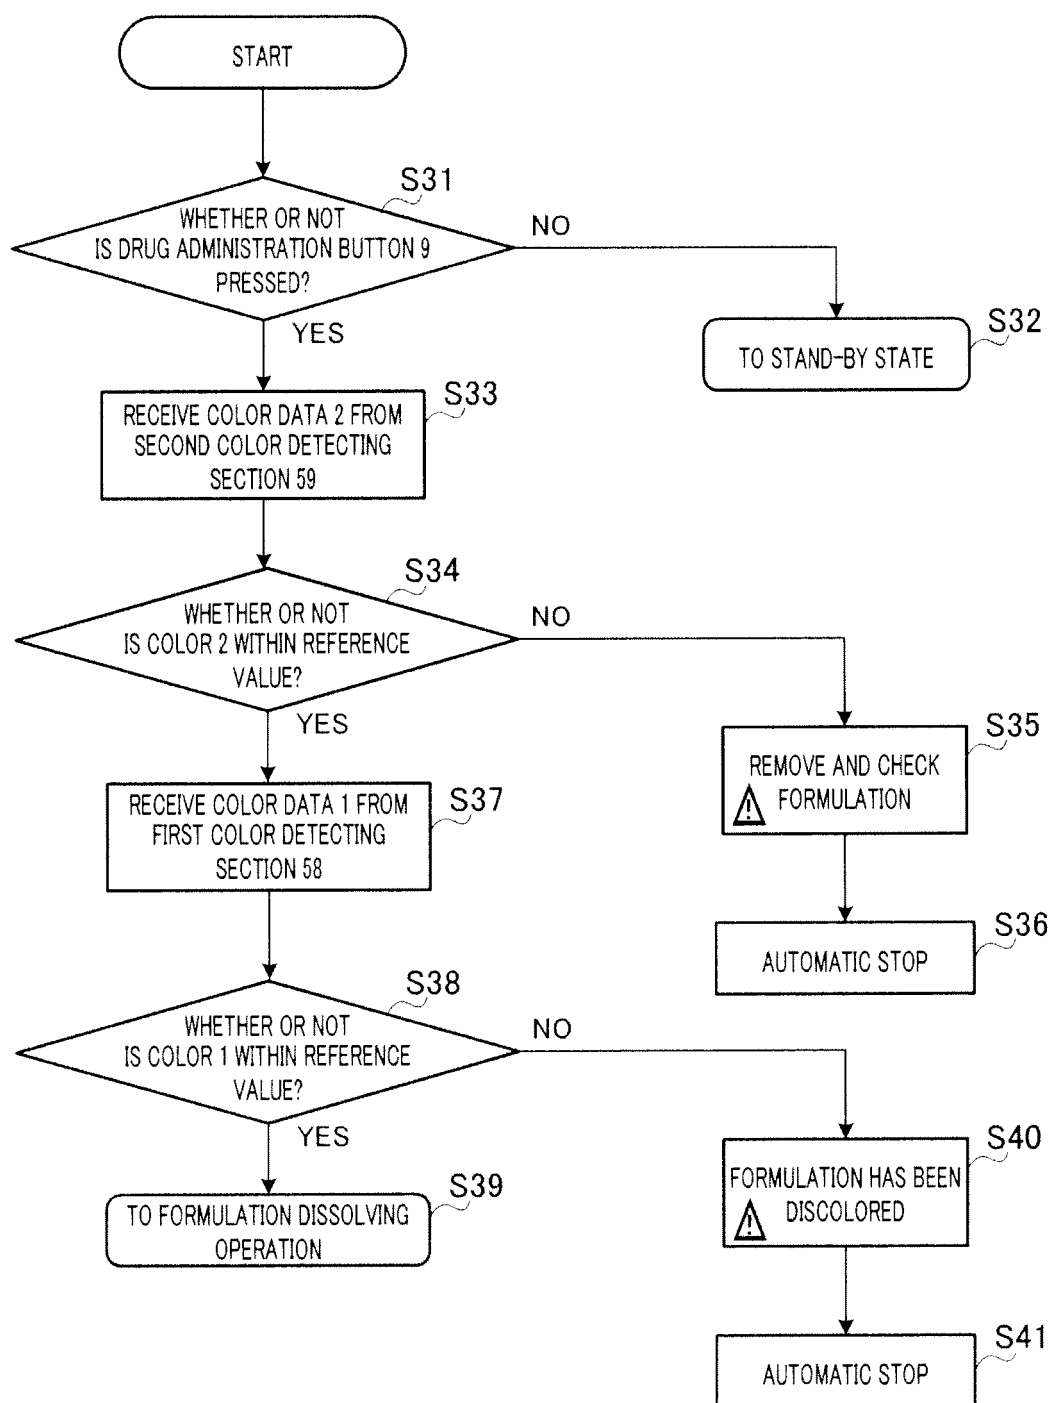 START
S31
WHETHER OR NOT
IS DRUG ADMINISTRATION BUTTON 9
PRESSED?
NO
YES
S32
TO STAND-BY STATE
S33
RECEIVE COLOR DATA 2 FROM
SECOND COLOR DETECTING
SECTION 59
S34
WHETHER OR NOT
IS COLOR 2 WITHIN REFERENCE
VALUE?
NO
YES
S35
REMOVE AND CHECK
FORMULATION
!
S36
AUTOMATIC STOP
S37
RECEIVE COLOR DATA 1 FROM
FIRST COLOR DETECTING
SECTION 58
S38
WHETHER OR NOT
IS COLOR 1 WITHIN REFERENCE
VALUE?
NO
YES
S39
TO FORMULATION DISSOLVING
OPERATION
S40
FORMULATION HAS BEEN
DISCOLORED
!
S41
AUTOMATIC STOP